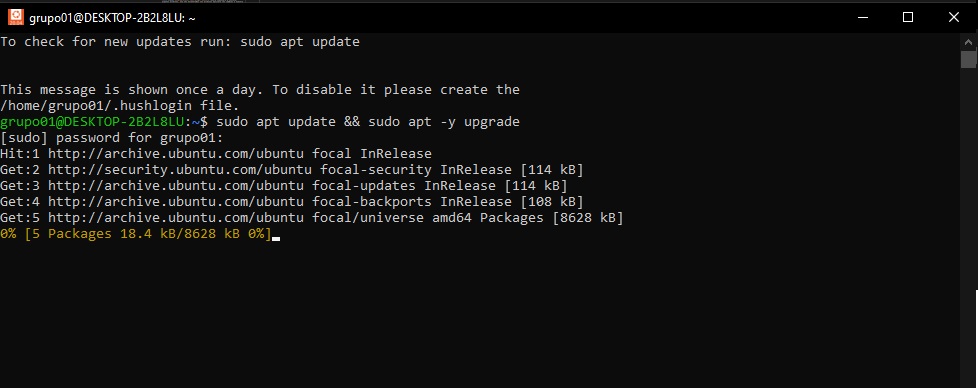 grupo01@DESKTOP-2B2L8LU: ~
To check for new updates run: sudo apt update
This message is shown once a day. To disable it please create the
/home/grupo01/.hushlogin file.
grupo01@DESKTOP-2B2L8LU:~$ sudo apt update && sudo apt -y upgrade
[sudo] password for grupo01:
Hit:1 http://archive.ubuntu.com/ubuntu focal InRelease
Get:2 http://security.ubuntu.com/ubuntu focal-security InRelease [114 kB]
Get:3 http://archive.ubuntu.com/ubuntu focal-updates InRelease [114 kB]
Get:4 http://archive.ubuntu.com/ubuntu focal-backports InRelease [108 kB]
Get:5 http://archive.ubuntu.com/ubuntu focal/universe amd64 Packages [8628 kB]
0% [5 Packages 18.4 kB/8628 kB 0%]